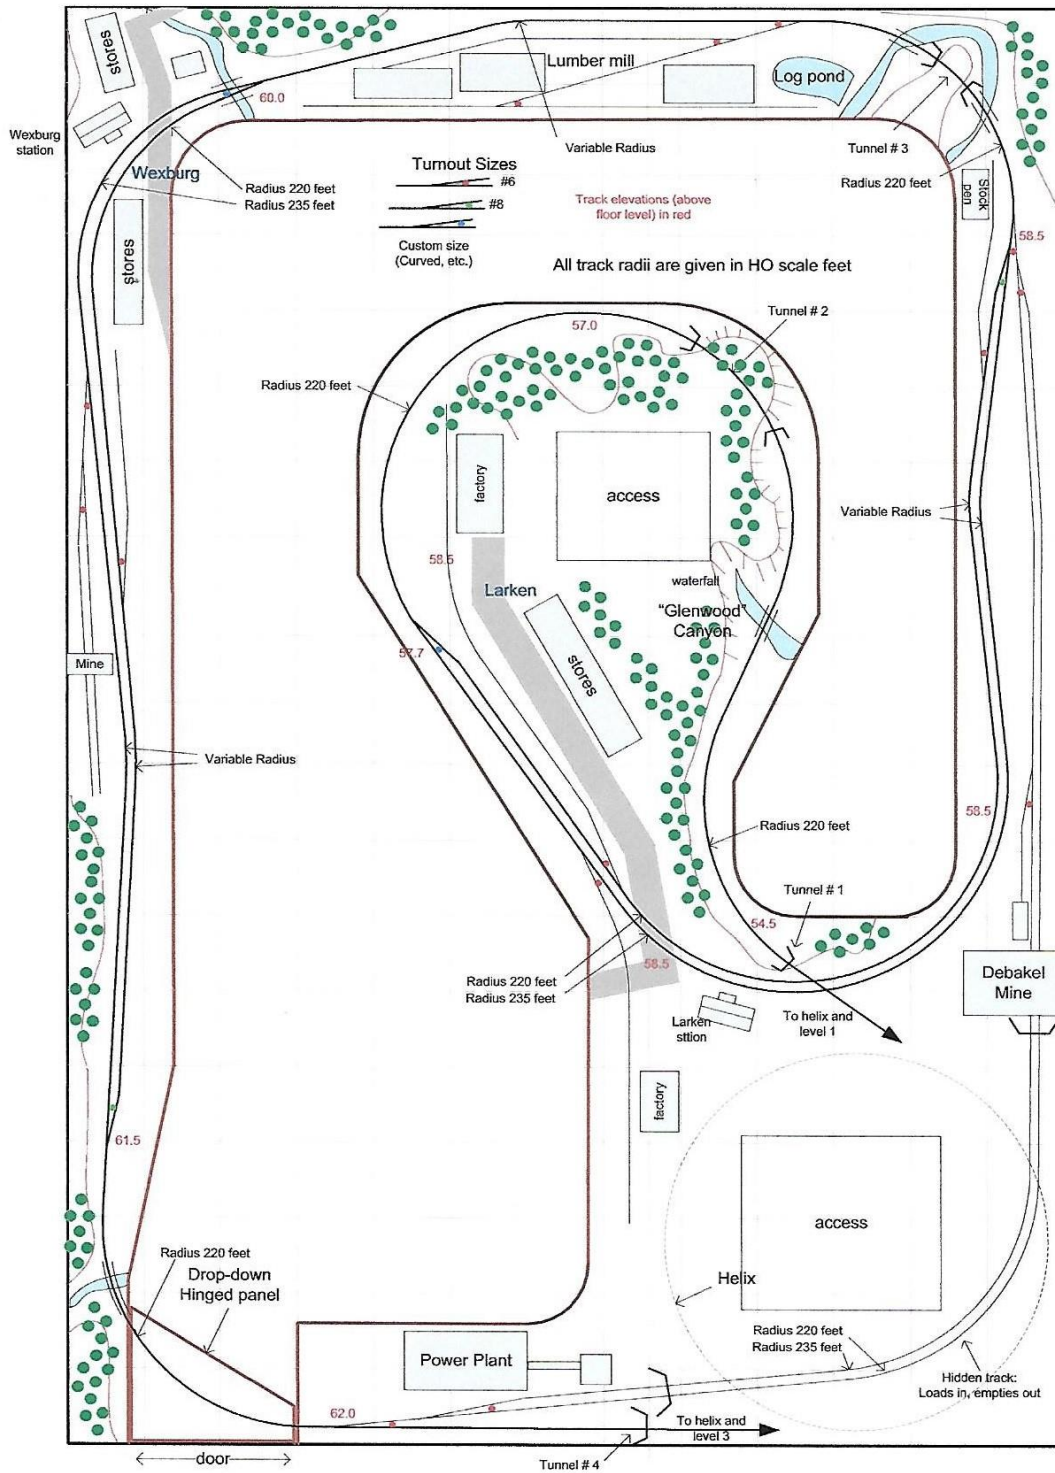 stores
Wexburg
station
60.0
Lumber mill
Log pond
Variable Radius
Tunnel # 3
Wexburg
Radius 220 feet
Radius 235 feet
Turnout Sizes
#6
#8
Custom size
(Curved, etc.)
Track elevations (above
floor level) in red
Radius 220 feet
Stock
pen
58.5
stores
All track radii are given in HO scale feet
57.0
Tunnel # 2
Radius 220 feet
factory
access
Variable Radius
58.5
Larken
waterfall
"Glenwood"
Canyon
57.7
stores
Mine
Variable Radius
58.5
Radius 220 feet
Tunnel # 1
54.5
58.5
Radius 220 feet
Radius 235 feet
Debakel
Mine
Larken
sttion
To helix and
level 1
factory
61.5
access
Radius 220 feet
Drop-down
Hinged panel
Helix
Radius 220 feet
Radius 235 feet
Power Plant
Hidden track:
Loads in, empties out
62.0
To helix and
level 3
door
Tunnel # 4